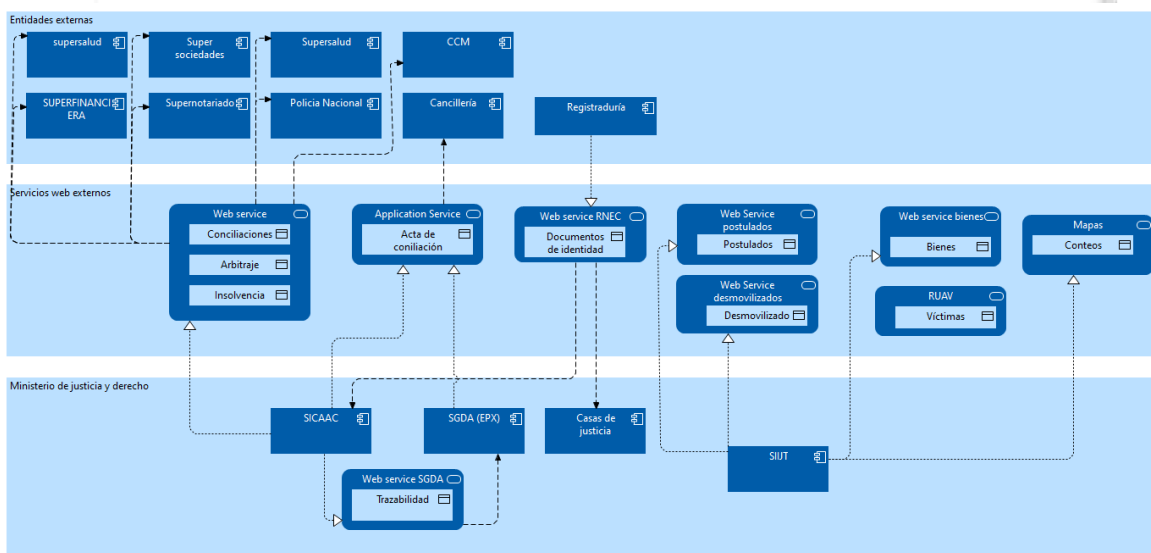 Entidades externas
supersalud
Super
sociedades
Supersalud
CCM
SUPERFINANCI
ERA
Supernotariado
Policia Nacional
Cancillería
Registraduría
Servicios web externos
Web service
Conciliaciones
Arbitraje
Insolvencia
Application Service
Acta de
coniliación
Web service RNEC
Documentos
de identidad
Web Service
postulados
Postulados
Web Service
desmovilizados
Desmovilizado
Web service bienes
Bienes
RUAV
Víctimas
Mapas
Conteos
Ministerio de justicia y derecho
SICAAC
SGDA (EPX)
Casas de
justicia
SIIJT
Web service SGDA
Trazabilidad